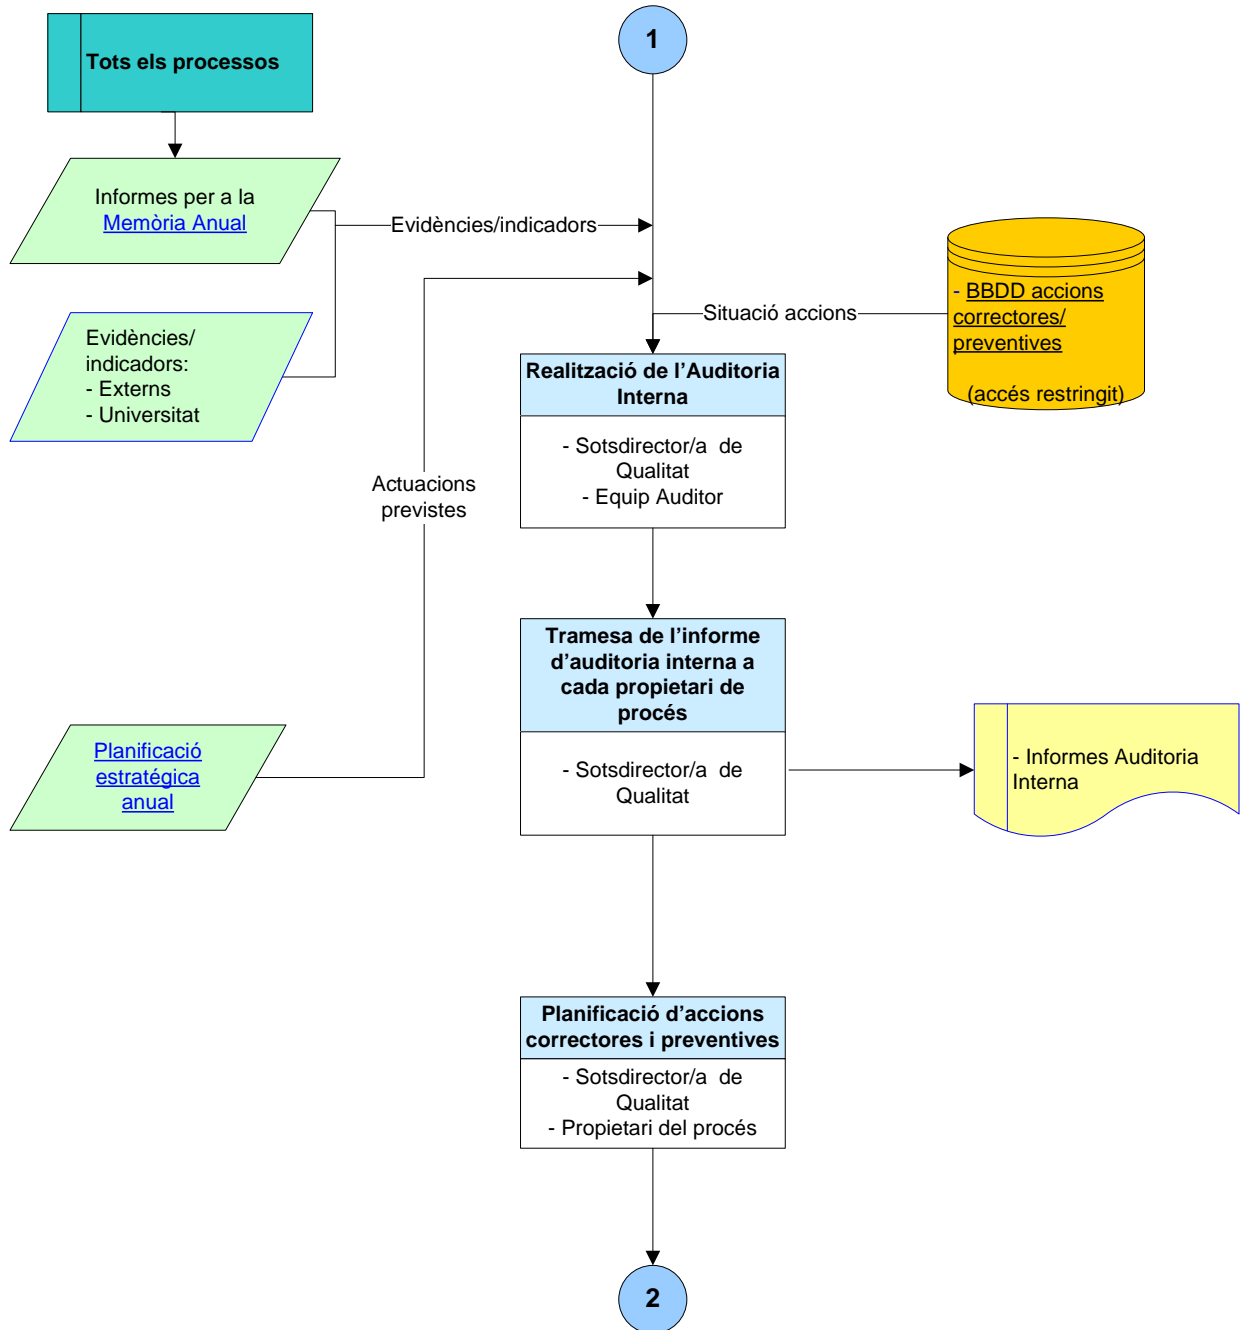 1
Tots els processos
Informes per a la
Memòria Anual
Evidències/indicadors
Evidències/
indicadors:
- Externs
- Universitat
- BBDD accions
correctores/
preventives
(accés restringit)
Situació accions
Realització de l’Auditoria
Interna
- Sotsdirector/a  de
Qualitat
- Equip Auditor
Actuacions
previstes
Tramesa de l’informe
d’auditoria interna a
cada propietari de
procés
- Sotsdirector/a  de
Qualitat
Planificació
estratégica
anual
- Informes Auditoria
Interna
Planificació d’accions
correctores i preventives
- Sotsdirector/a  de
Qualitat
- Propietari del procés
2